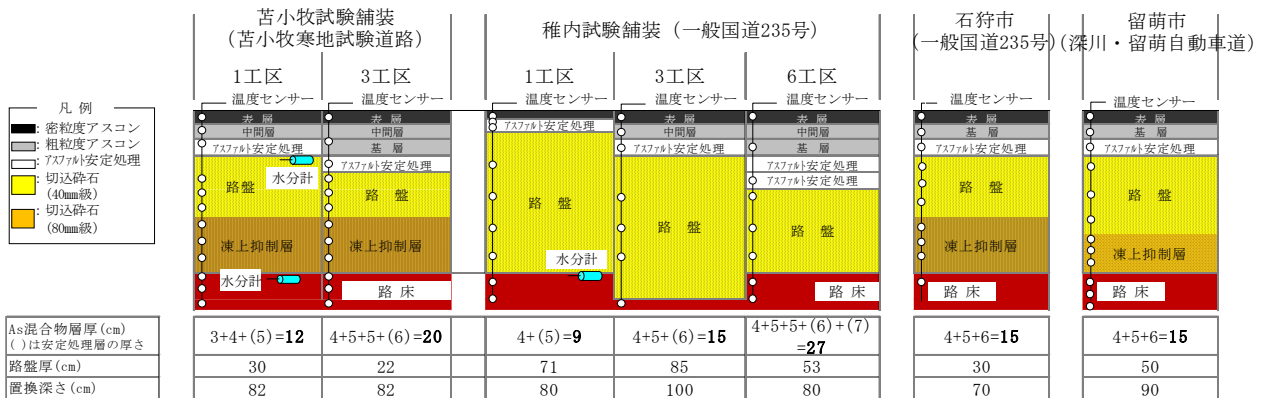 苫小牧試験舗装
(苫小牧寒地試験道路)
稚内試験舗装 (一般国道235号)
石狩市
(一般国道235号)
留萌市
(深川・留萌自動車道)
1工区
3工区
1工区
3工区
6工区
温度センサー
温度センサー
温度センサー
温度センサー
温度センサー
温度センサー
温度センサー
凡 例
: 密粒度アスコン
: 粗粒度アスコン
: アスファルト安定処理
: 切込砕石
(40mm級)
: 切込砕石
(80mm級)
表 層
中間層
アスファルト安定処理
水分計
路盤
凍上抑制層
水分計
表 層
中間層
基 層
アスファルト安定処理
路 盤
凍上抑制層
路 床
アスファルト安定処理
路 盤
水分計
表 層
中間層
アスファルト安定処理
路 盤
表 層
中間層
基 層
アスファルト安定処理
アスファルト安定処理
路 盤
路 床
表 層
基 層
アスファルト安定処理
路 盤
凍上抑制層
路 床
表 層
基 層
アスファルト安定処理
路 盤
凍上抑制層
路 床
As混合物層厚(cm)
( )は安定処理層の厚さ
3+4+(5)=12
4+5+5+(6)=20
4+(5)=9
4+5+(6)=15
4+5+5+(6)+(7)
=27
4+5+6=15
4+5+6=15
路盤厚(cm)
30
22
71
85
53
30
50
置換深さ(cm)
82
82
80
100
80
70
90